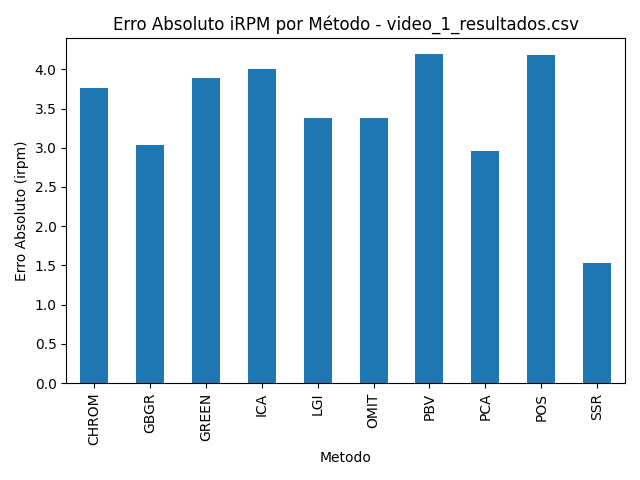 Erro Absoluto iRPM por Método - video_1_resultados.csv
Erro Absoluto (irpm)
4.0
3.5
3.0
2.5
2.0
1.5
1.0
0.5
0.0
CHROM
GBGR
GREEN
ICA
LGI
OMIT
PBV
PCA
POS
SSR
Metodo